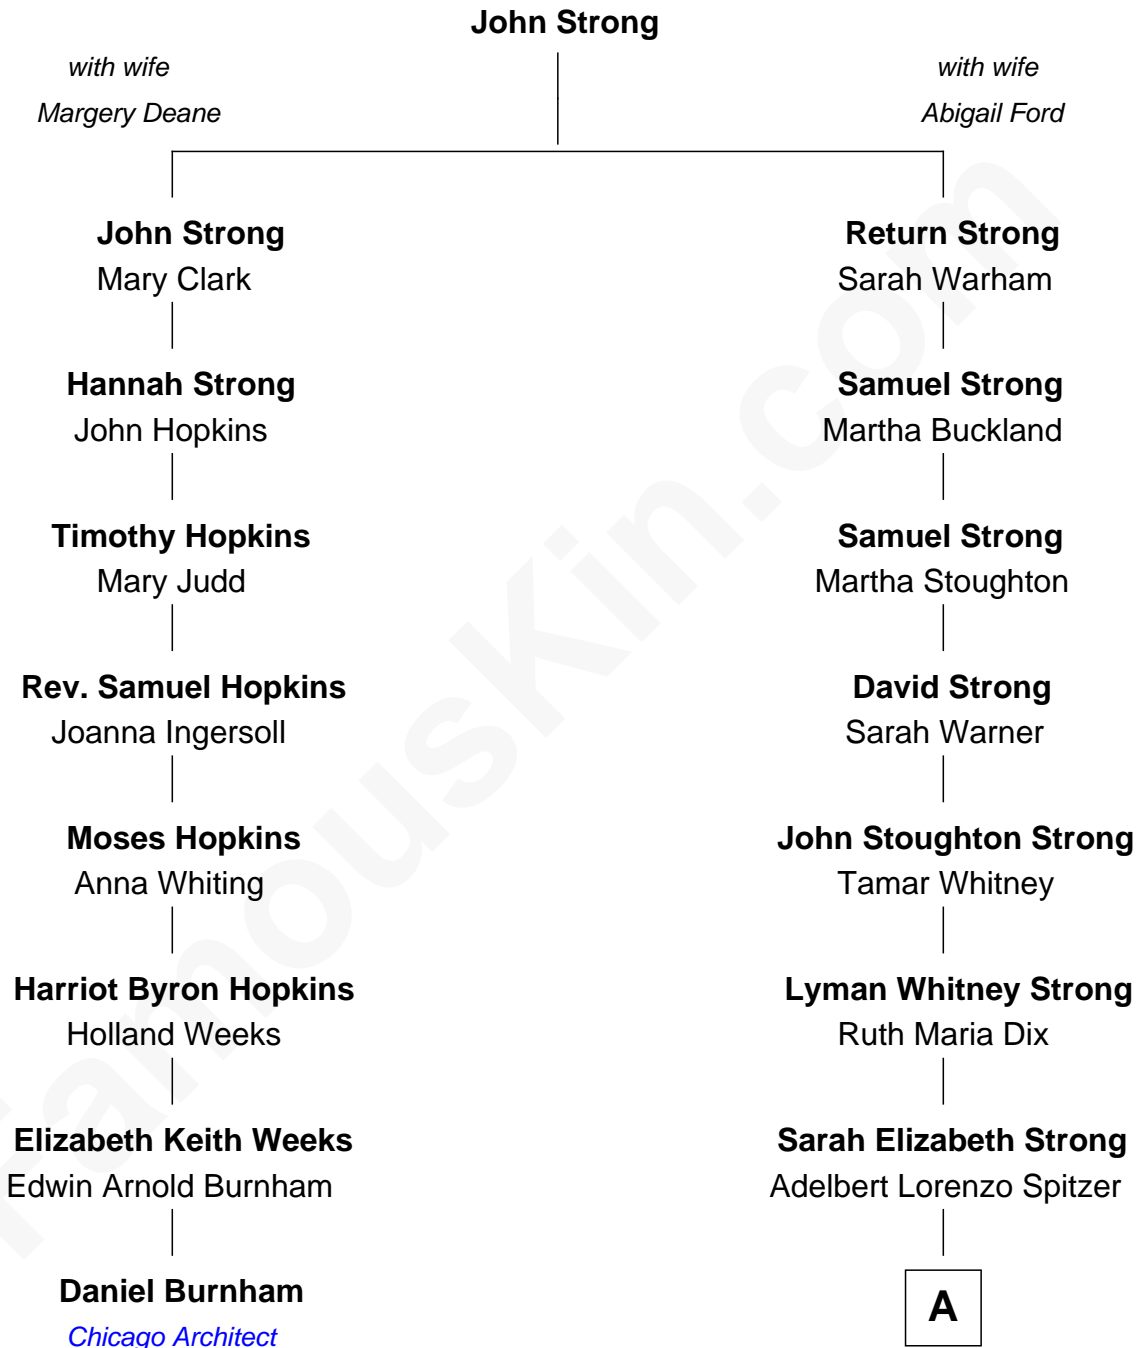 John Strong
with wife
Margery Deane
with wife
Abigail Ford
John Strong
Mary Clark
Return Strong
Sarah Warham
Hannah Strong
John Hopkins
Samuel Strong
Martha Buckland
Timothy Hopkins
Mary Judd
Samuel Strong
Martha Stoughton
Rev. Samuel Hopkins
Joanna Ingersoll
David Strong
Sarah Warner
Moses Hopkins
Anna Whiting
John Stoughton Strong
Tamar Whitney
Harriot Byron Hopkins
Holland Weeks
Lyman Whitney Strong
Ruth Maria Dix
Elizabeth Keith Weeks
Edwin Arnold Burnham
Sarah Elizabeth Strong
Adelbert Lorenzo Spitzer
Daniel Burnham
Chicago Architect
A
FamousKin.com